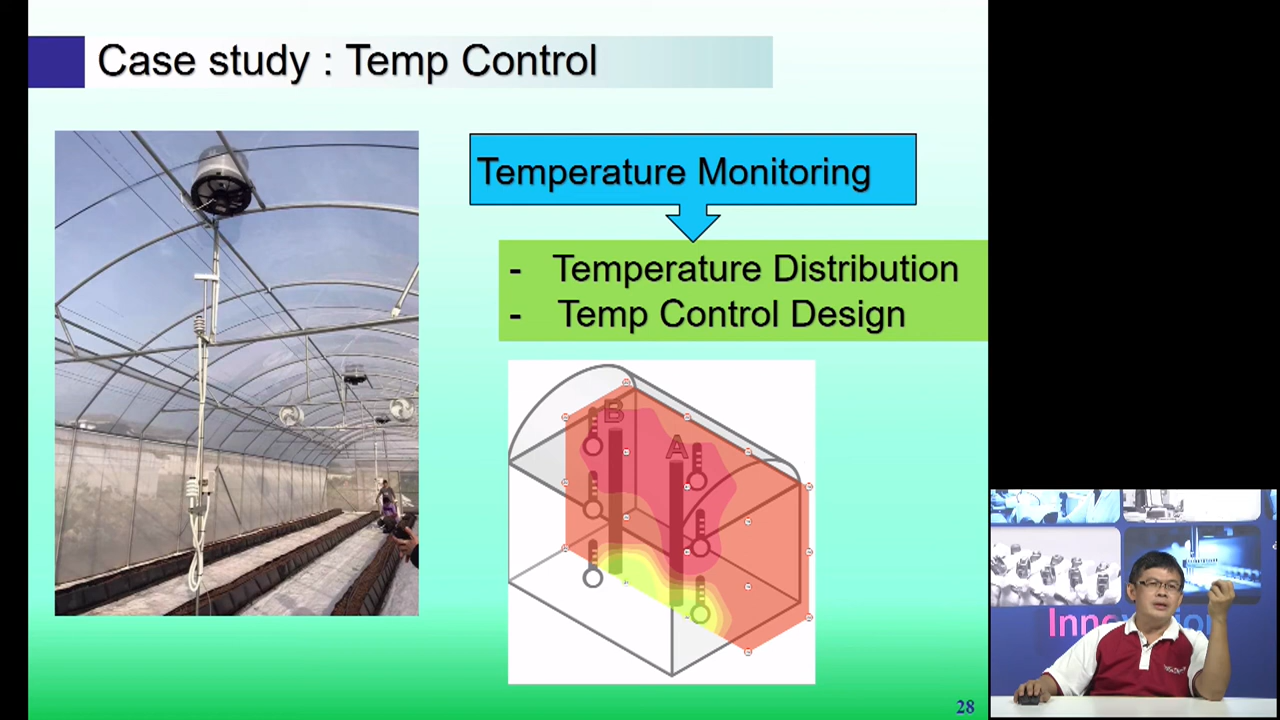 Case study : Temp Control
Temperature Monitoring
- Temperature Distribution
- Temp Control Design
B
A
28